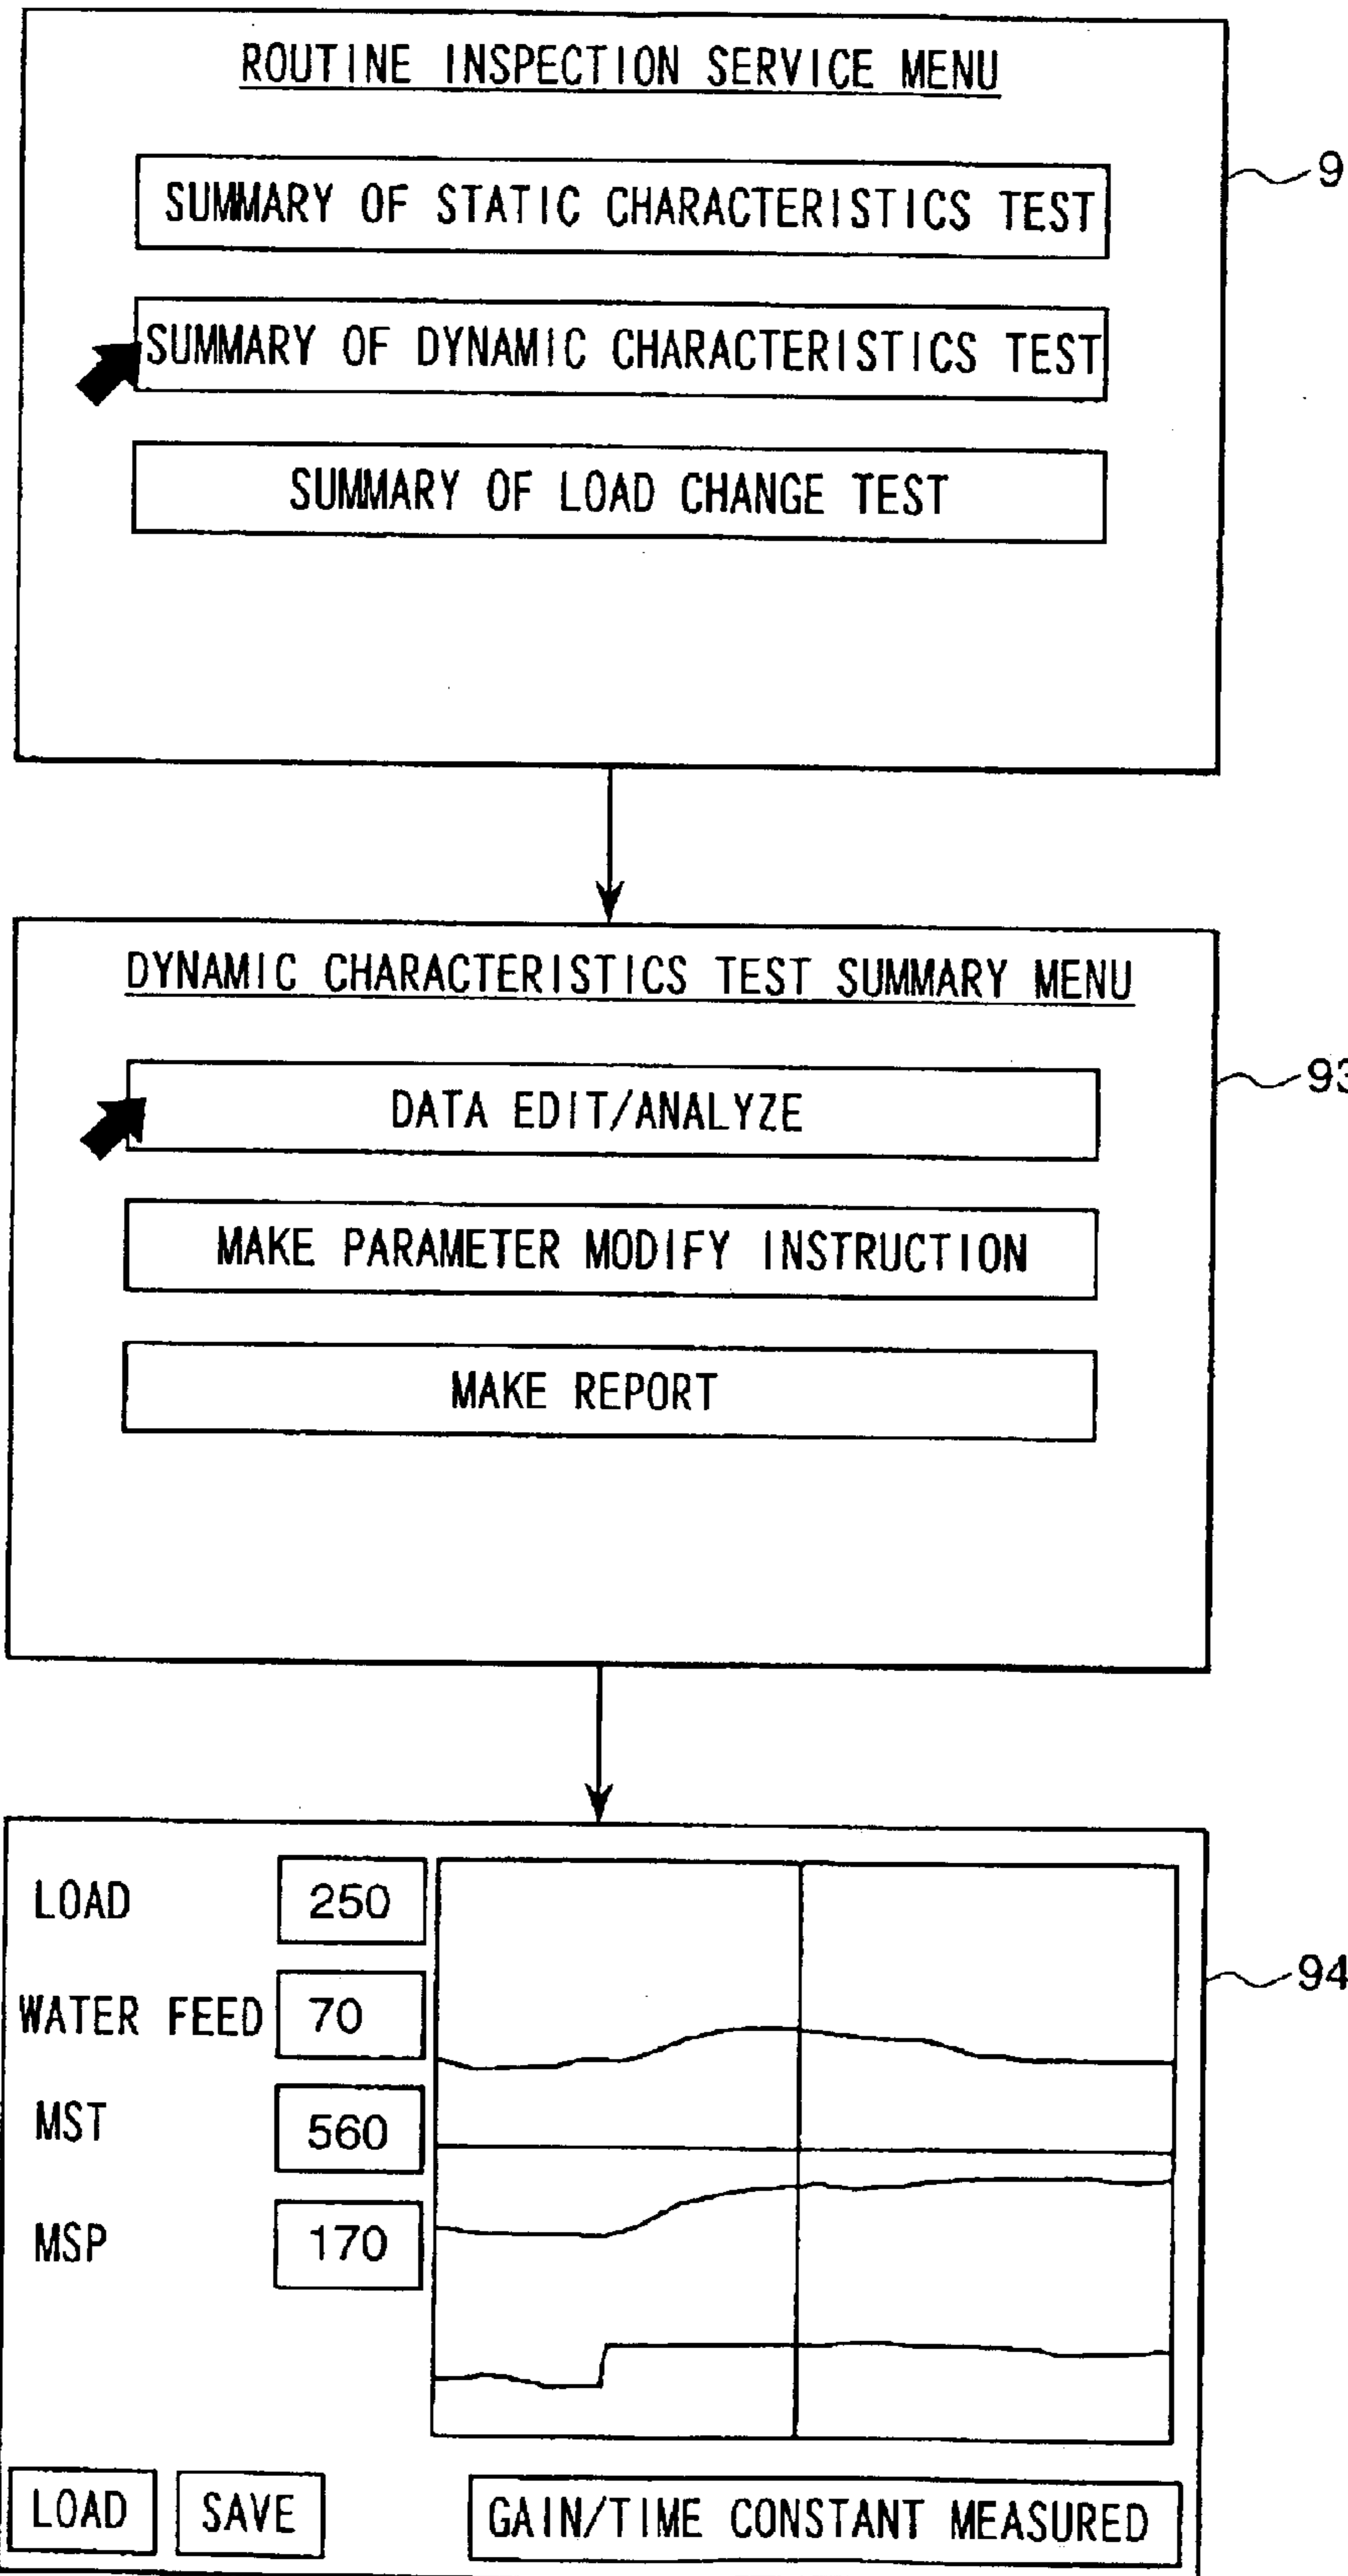 ROUTINE INSPECTION SERVICE MENU
SUMMARY OF STATIC CHARACTERISTICS TEST
9
SUMMARY OF DYNAMIC CHARACTERISTICS TEST
SUMMARY OF LOAD CHANGE TEST
DYNAMIC CHARACTERISTICS TEST SUMMARY MENU
DATA EDIT/ANALYZE
93
MAKE PARAMETER MODIFY INSTRUCTION
MAKE REPORT
LOAD 250
WATER FEED 70
94
MST 560
MSP 170
LOAD SAVE GAIN/TIME CONSTANT MEASURED